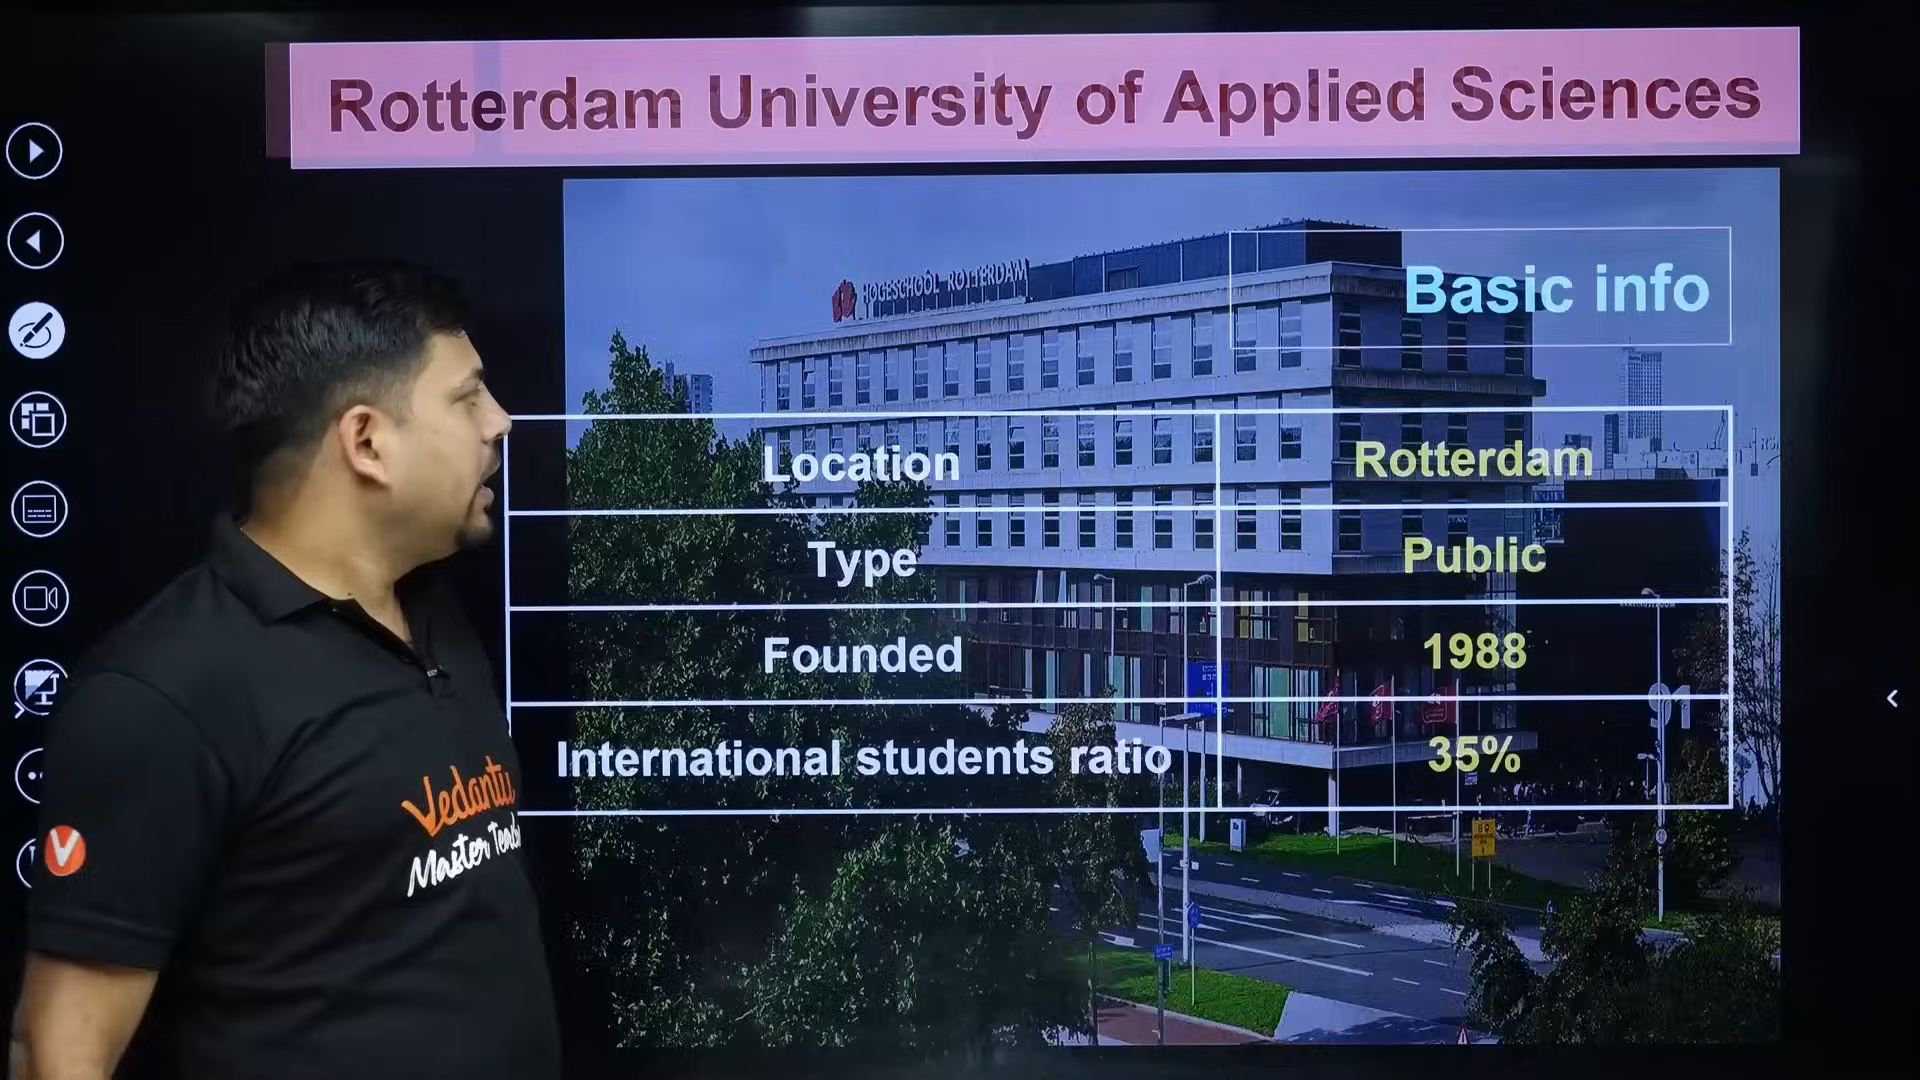 Rotterdam University of Applied Sciences
HOGESCHOOL ROTTERDAM
Basic info
Location Rotterdam
Type Public
Founded 1988
International students ratio 35%
91
Vedantu
Master
V